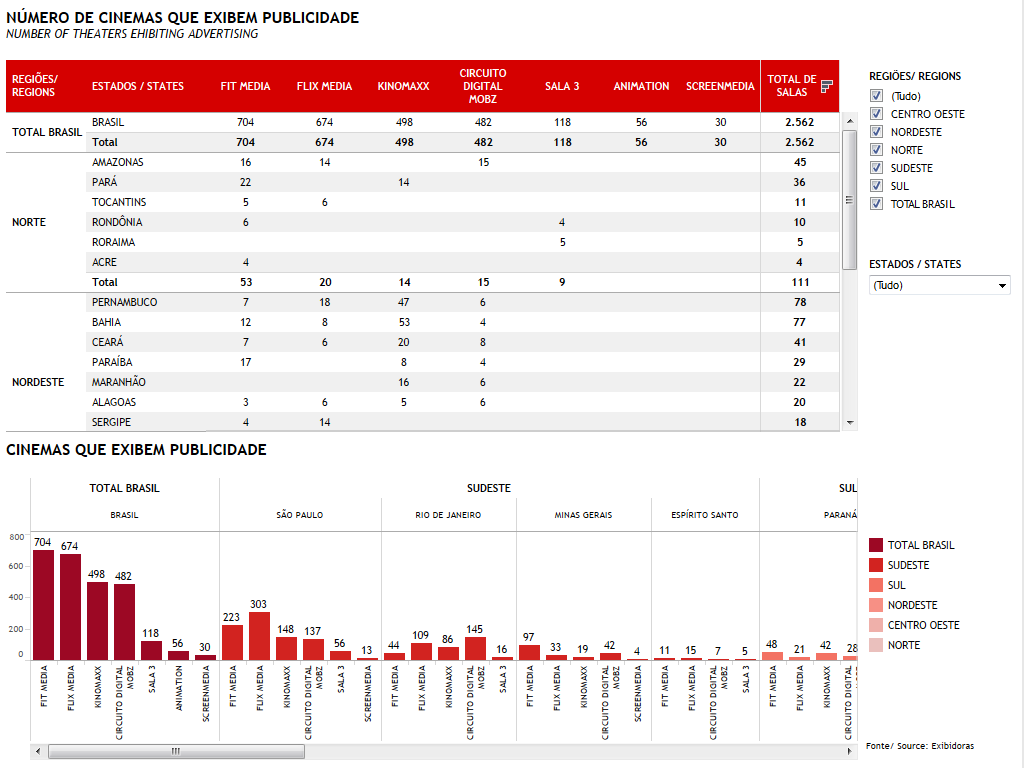 NÚMERO DE CINEMAS QUE EXIBEM PUBLICIDADE
NUMBER OF THEATERS EHIBITING ADVERTISING
REGIÕES/ REGIONS ESTADOS / STATES FIT MEDIA FLIX MEDIA KINOMAXX CIRCUITO DIGITAL MOBZ SALA 3 ANIMATION SCREENMEDIA TOTAL DE SALAS
TOTAL BRASIL BRASIL 704 674 498 482 118 56 30 2.562
Total 704 674 498 482 118 56 30 2.562
NORTE AMAZONAS 16 14 15 45
PARÁ 22 14 36
TOCANTINS 5 6 11
RONDÔNIA 6 4 10
RORAIMA 5 5
ACRE 4 4
Total 53 20 14 15 9 111
NORDESTE PERNAMBUCO 7 18 47 6 78
BAHIA 12 8 53 4 77
CEARÁ 7 6 20 8 41
PARAÍBA 17 8 4 29
MARANHÃO 16 6 22
ALAGOAS 3 6 5 6 20
SERGIPE 4 14 18
REGIÕES/ REGIONS
(Tudo)
CENTRO OESTE
NORDESTE
NORTE
SUDESTE
SUL
TOTAL BRASIL
ESTADOS / STATES
(Tudo)
CINEMAS QUE EXIBEM PUBLICIDADE
TOTAL BRASIL SUDESTE SUL
BRASIL SÃO PAULO RIO DE JANEIRO MINAS GERAIS ESPÍRITO SANTO PARANÁ
800
600
400
200
0
704 674 498 482 118 56 30
223 303 148 137 56 13
44 109 86 145 16
97 33 19 42 4
11 15 7 5
48 21 42 28
FIT MEDIA FLIX MEDIA KINOMAXX CIRCUITO DIGITAL MOBZ SALA 3 ANIMATION SCREENMEDIA
FIT MEDIA FLIX MEDIA KINOMAXX CIRCUITO DIGITAL MOBZ SALA 3 SCREENMEDIA
FIT MEDIA FLIX MEDIA KINOMAXX CIRCUITO DIGITAL MOBZ SALA 3
FIT MEDIA FLIX MEDIA KINOMAXX CIRCUITO DIGITAL MOBZ SCREENMEDIA
FIT MEDIA FLIX MEDIA CIRCUITO DIGITAL MOBZ SALA 3
FIT MEDIA FLIX MEDIA KINOMAXX CIRCUITO DIGITAL
TOTAL BRASIL
SUDESTE
SUL
NORDESTE
CENTRO OESTE
NORTE
Fonte/ Source: Exibidoras